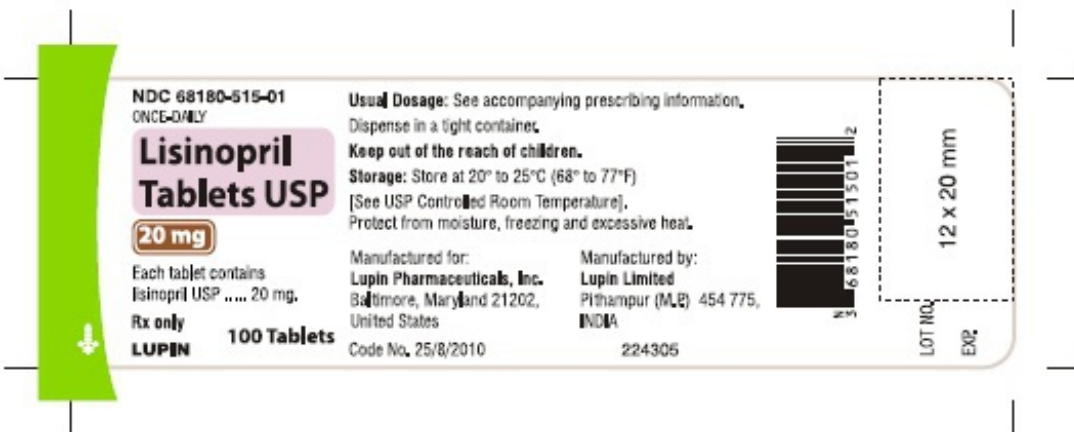 NDC 68180-515-01
ONCE-DAILY
Lisinopril
Tablets USP
20 mg
Each tablet contains
lisinopril USP ..... 20 mg.
Rx only
100 Tablets
LUPIN
Usual Dosage: See accompanying prescribing information.
Dispense in a tight container.
Keep out of the reach of children.
Storage: Store at 20° to 25°C (68° to 77°F)
[See USP Controlled Room Temperature].
Protect from moisture, freezing and excessive heat.
Manufactured for:
Lupin Pharmaceuticals, Inc.
Baltimore, Maryland 21202,
United States
Manufactured by:
Lupin Limited
Pithampur (M.P.) 454 775,
INDIA
Code No. 25/8/2010
224305
N
3 68180 51501 2
12 x 20 mm
LOT NO.
EXP.